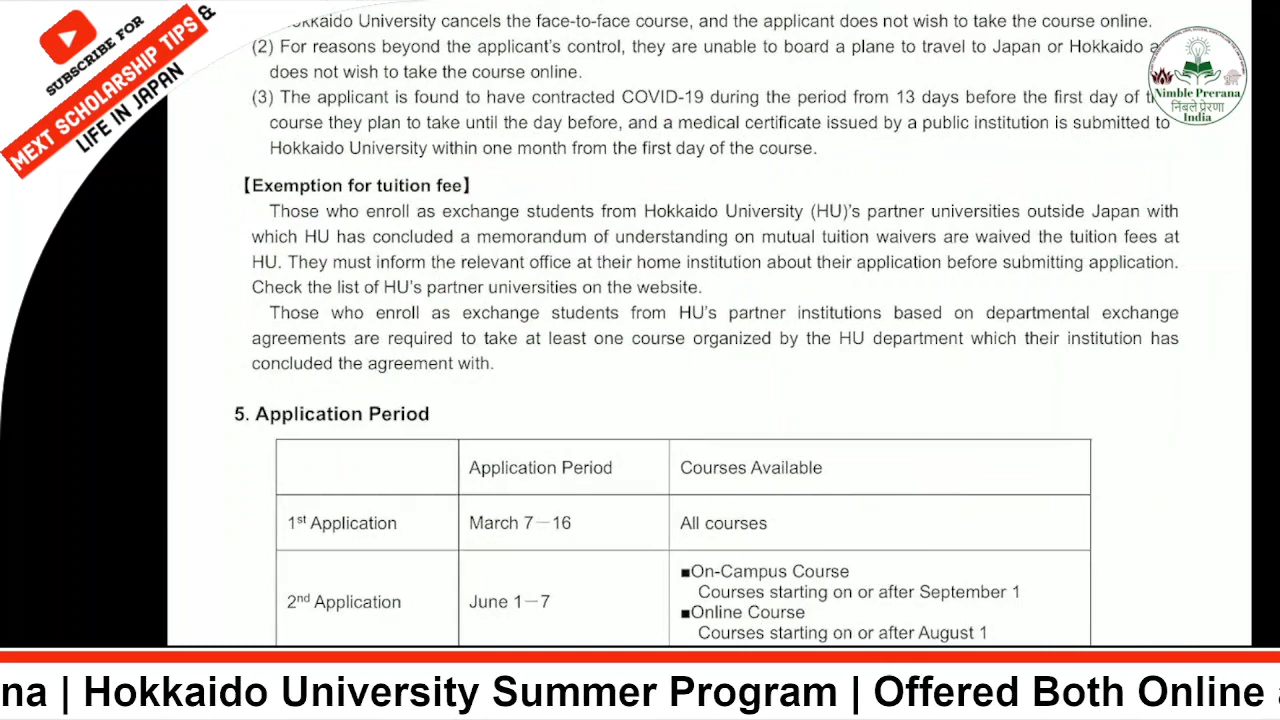 SUBSCRIBE FOR
MEXT SCHOLARSHIP TIPS &
LIFE IN JAPAN
Nimble Prerana
निंबले प्रेरणा
India
University cancels the face-to-face course, and the applicant does not wish to take the course online.
(2) For reasons beyond the applicant's control, they are unable to board a plane to travel to Japan or Hokkaido
does not wish to take the course online.
(3) The applicant is found to have contracted COVID-19 during the period from 13 days before the first day of
course they plan to take until the day before, and a medical certificate issued by a public institution is submitted to
Hokkaido University within one month from the first day of the course.
【Exemption for tuition fee】
Those who enroll as exchange students from Hokkaido University (HU)'s partner universities outside Japan with
which HU has concluded a memorandum of understanding on mutual tuition waivers are waived the tuition fees at
HU. They must inform the relevant office at their home institution about their application before submitting application.
Check the list of HU's partner universities on the website.
Those who enroll as exchange students from HU's partner institutions based on departmental exchange
agreements are required to take at least one course organized by the HU department which their institution has
concluded the agreement with.
5. Application Period
Application Period
Courses Available
1st Application
March 7－16
All courses
2nd Application
June 1－7
■On-Campus Course
Courses starting on or after September 1
■Online Course
Courses starting on or after August 1
na | Hokkaido University Summer Program | Offered Both Online